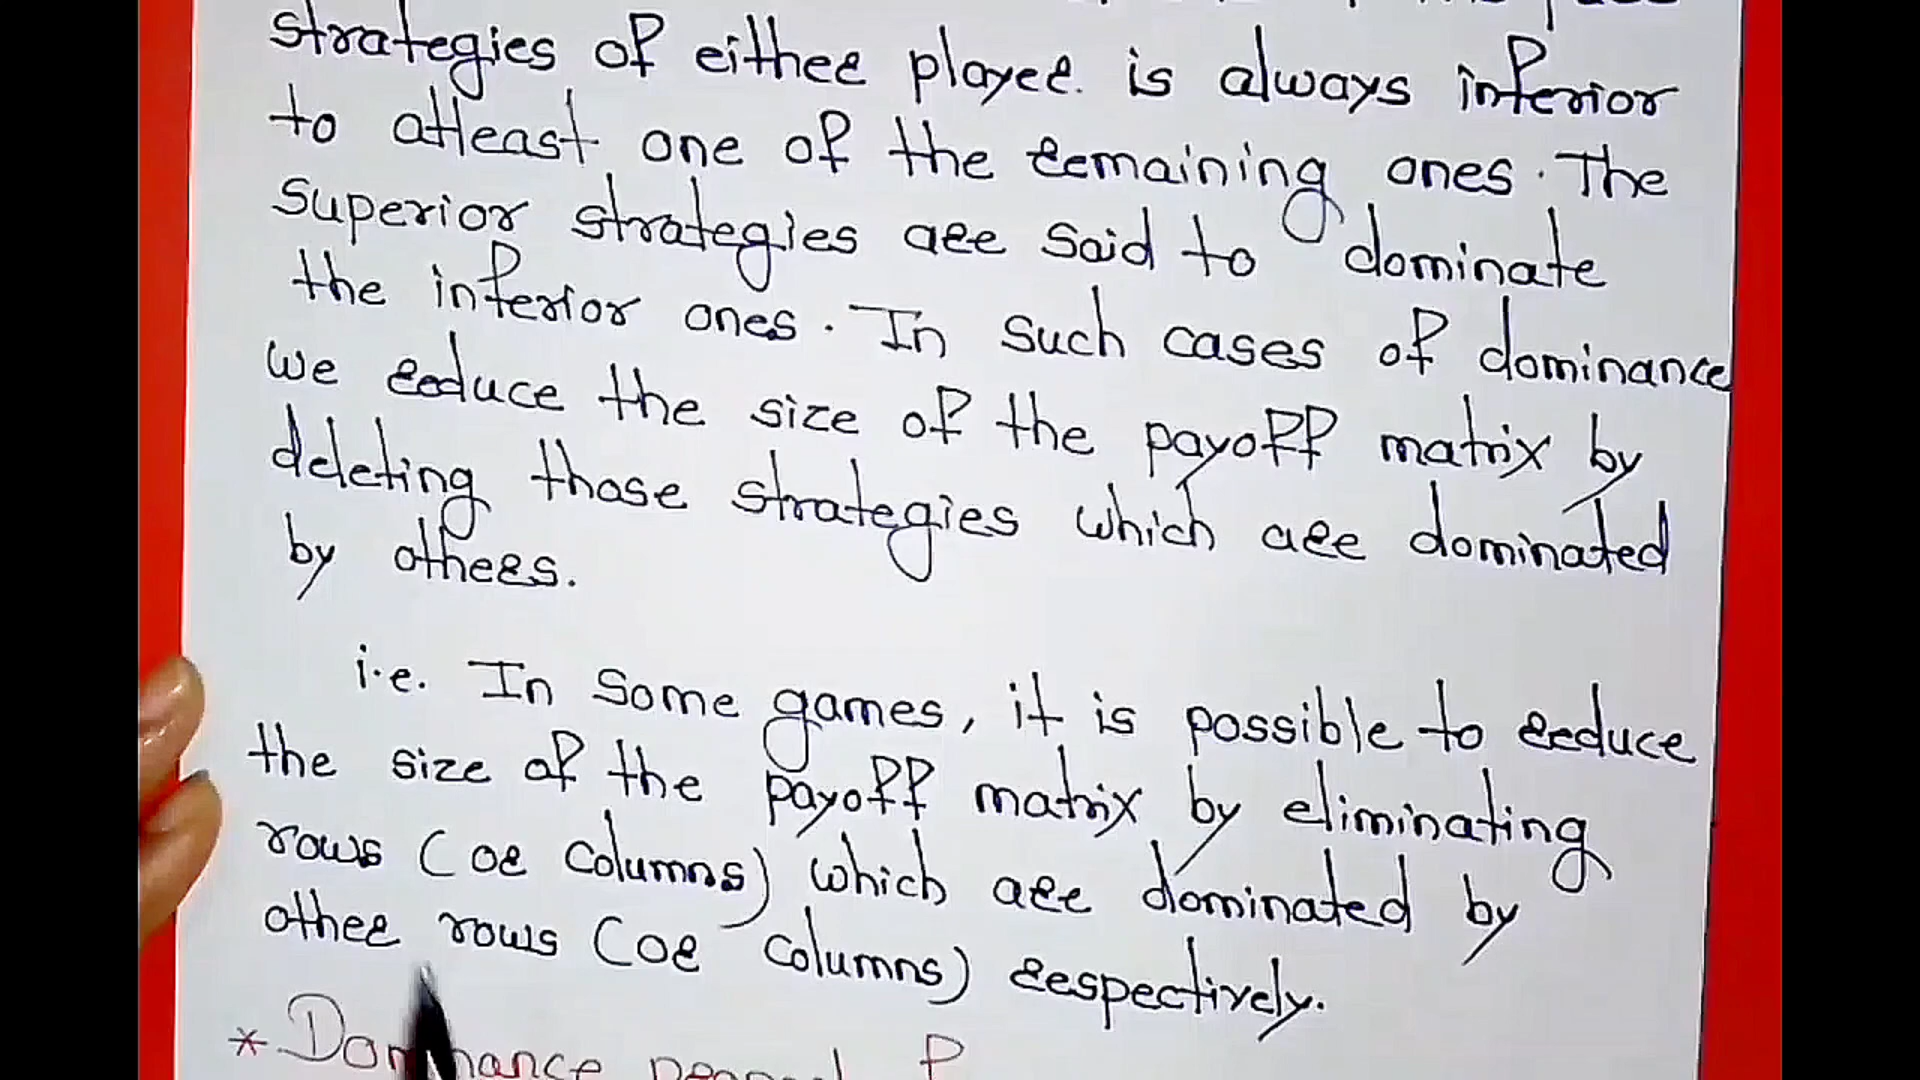 strategies of either player is always inferior
to atleast one of the remaining ones. The
superior strategies are said to dominate
the inferior ones. In such cases of dominance
we reduce the size of the payoff matrix by
deleting those strategies which are dominated
by others.
i.e. In some games, it is possible to reduce
the size of the payoff matrix by eliminating
rows (or columns) which are dominated by
other rows (or columns) respectively.
* Dominance